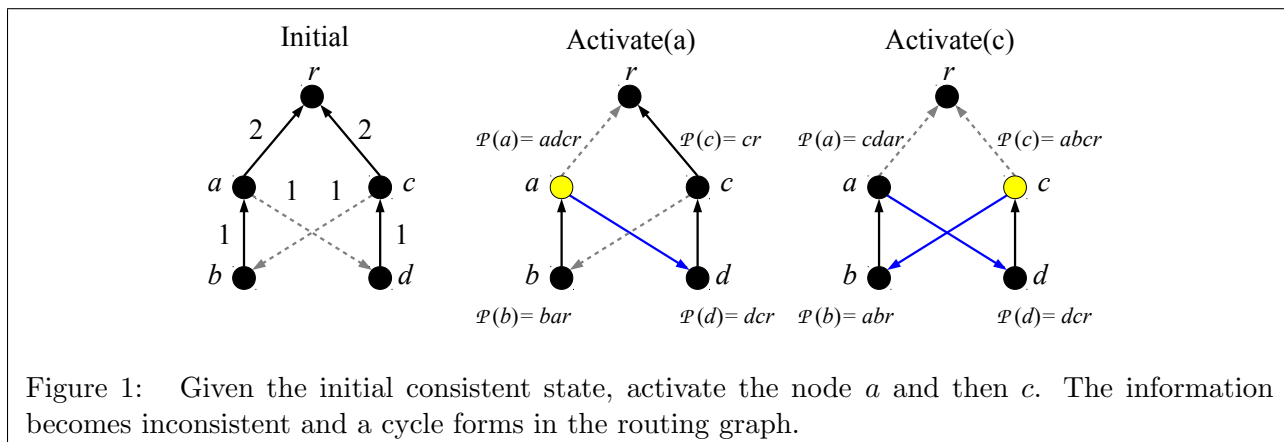 Initial
Activate(a)
Activate(c)
r
r
r
2
2
𝒫(a)= adcr
𝒫(c)= cr
𝒫(a)= cdar
𝒫(c)= abcr
a
1
1
c
a
c
a
c
1
1
b
d
b
d
b
d
𝒫(b)= bar
𝒫(d)= dcr
𝒫(b)= abr
𝒫(d)= dcr
Figure 1: Given the initial consistent state, activate the node a and then c. The information
becomes inconsistent and a cycle forms in the routing graph.